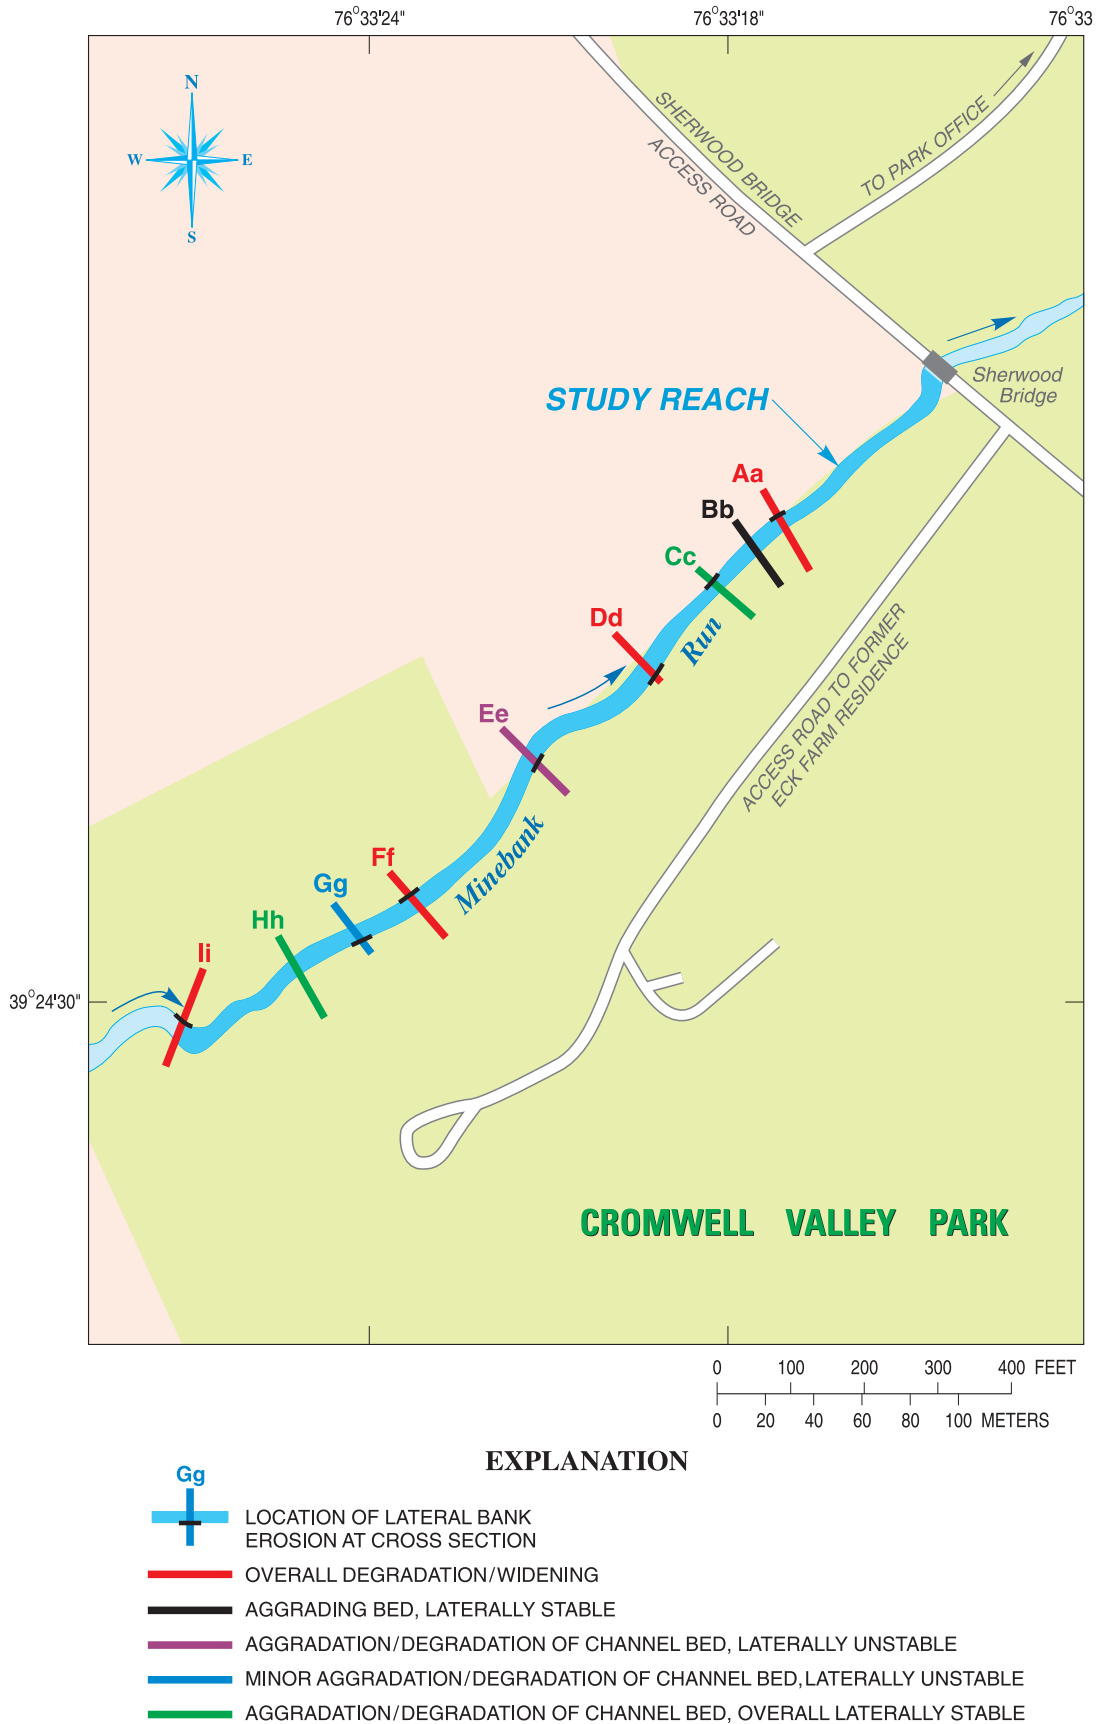 76°33'24"
76°33'18"
76°33
N
W
E
S
SHERWOOD BRIDGE
ACCESS ROAD
TO PARK OFFICE
Sherwood
Bridge
STUDY REACH
Aa
Bb
Cc
Dd
Run
ACCESS ROAD TO FORMER
ECK FARM RESIDENCE
Ee
Minebank
Ff
Gg
Hh
Ii
39°24'30"
CROMWELL VALLEY PARK
0 100 200 300 400 FEET
0 20 40 60 80 100 METERS
EXPLANATION
Gg
LOCATION OF LATERAL BANK
EROSION AT CROSS SECTION
OVERALL DEGRADATION/WIDENING
AGGRADING BED, LATERALLY STABLE
AGGRADATION/DEGRADATION OF CHANNEL BED, LATERALLY UNSTABLE
MINOR AGGRADATION/DEGRADATION OF CHANNEL BED, LATERALLY UNSTABLE
AGGRADATION/DEGRADATION OF CHANNEL BED, OVERALL LATERALLY STABLE